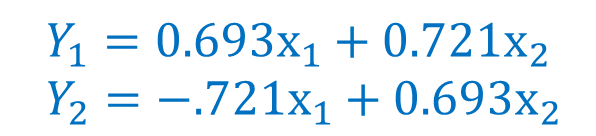 Y₁ = 0.693x₁ + 0.721x₂
Y₂ = −.721x₁ + 0.693x₂